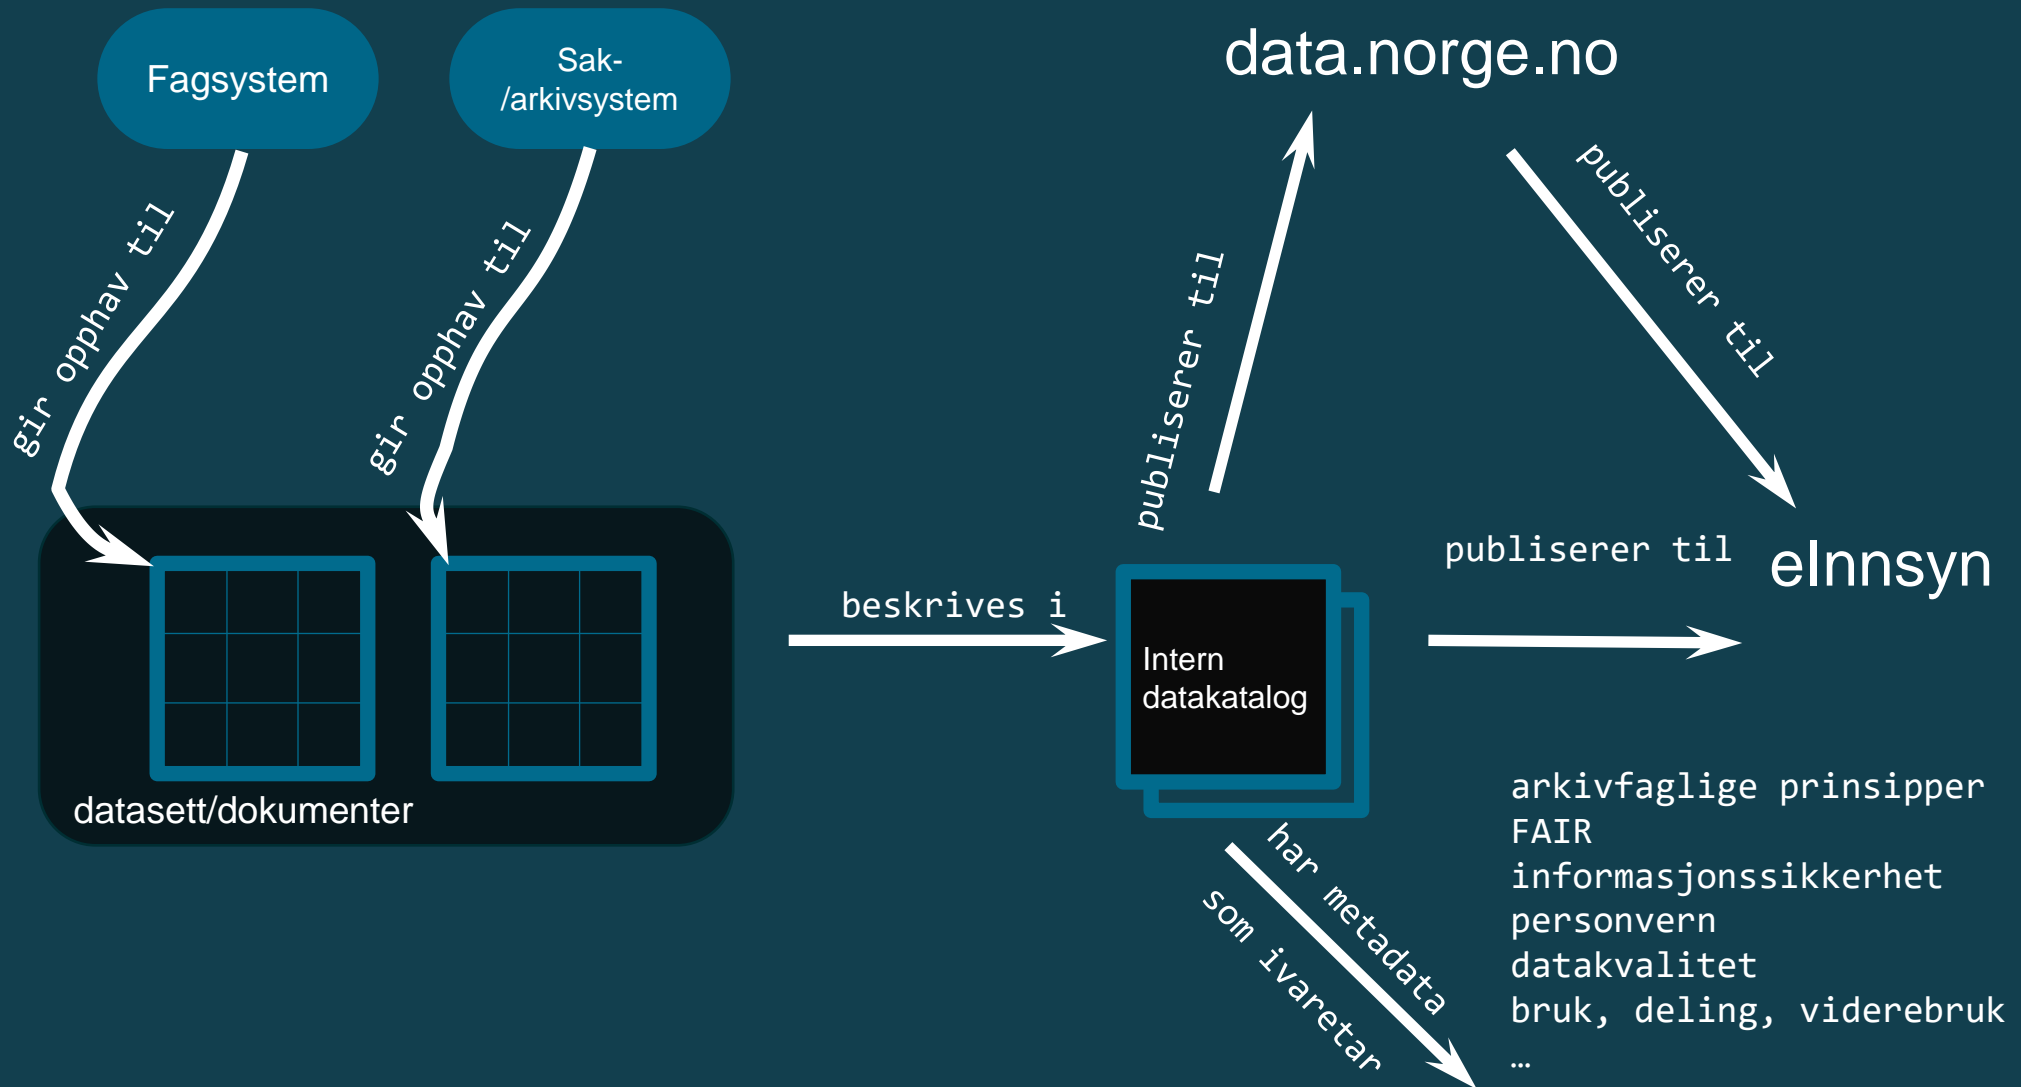 Fagsystem
Sak-
/arkivsystem
data.norge.no
gir opphav til
gir opphav til
publiserer til
publiserer til
publiserer til
eInnsyn
beskrives i
Intern
datakatalog
datasett/dokumenter
har metadata
som ivaretar
arkivfaglige prinsipper
FAIR
informasjonssikkerhet
personvern
datakvalitet
bruk, deling, viderebruk
…